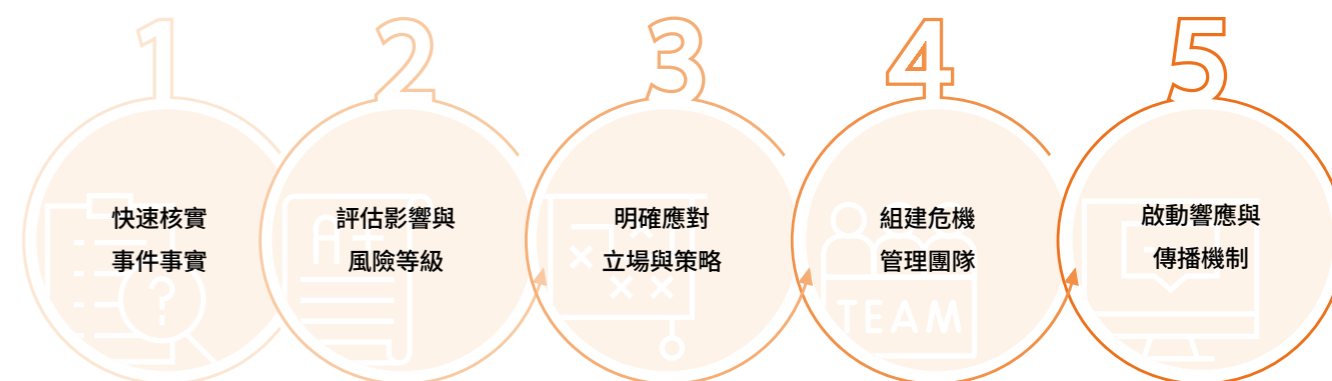 1
2
3
4
5
快速核實
事件事實
評估影響與
風險等級
A+
明確應對
立場與策略
組建危機
管理團隊
TEAM
啟動響應與
傳播機制
?